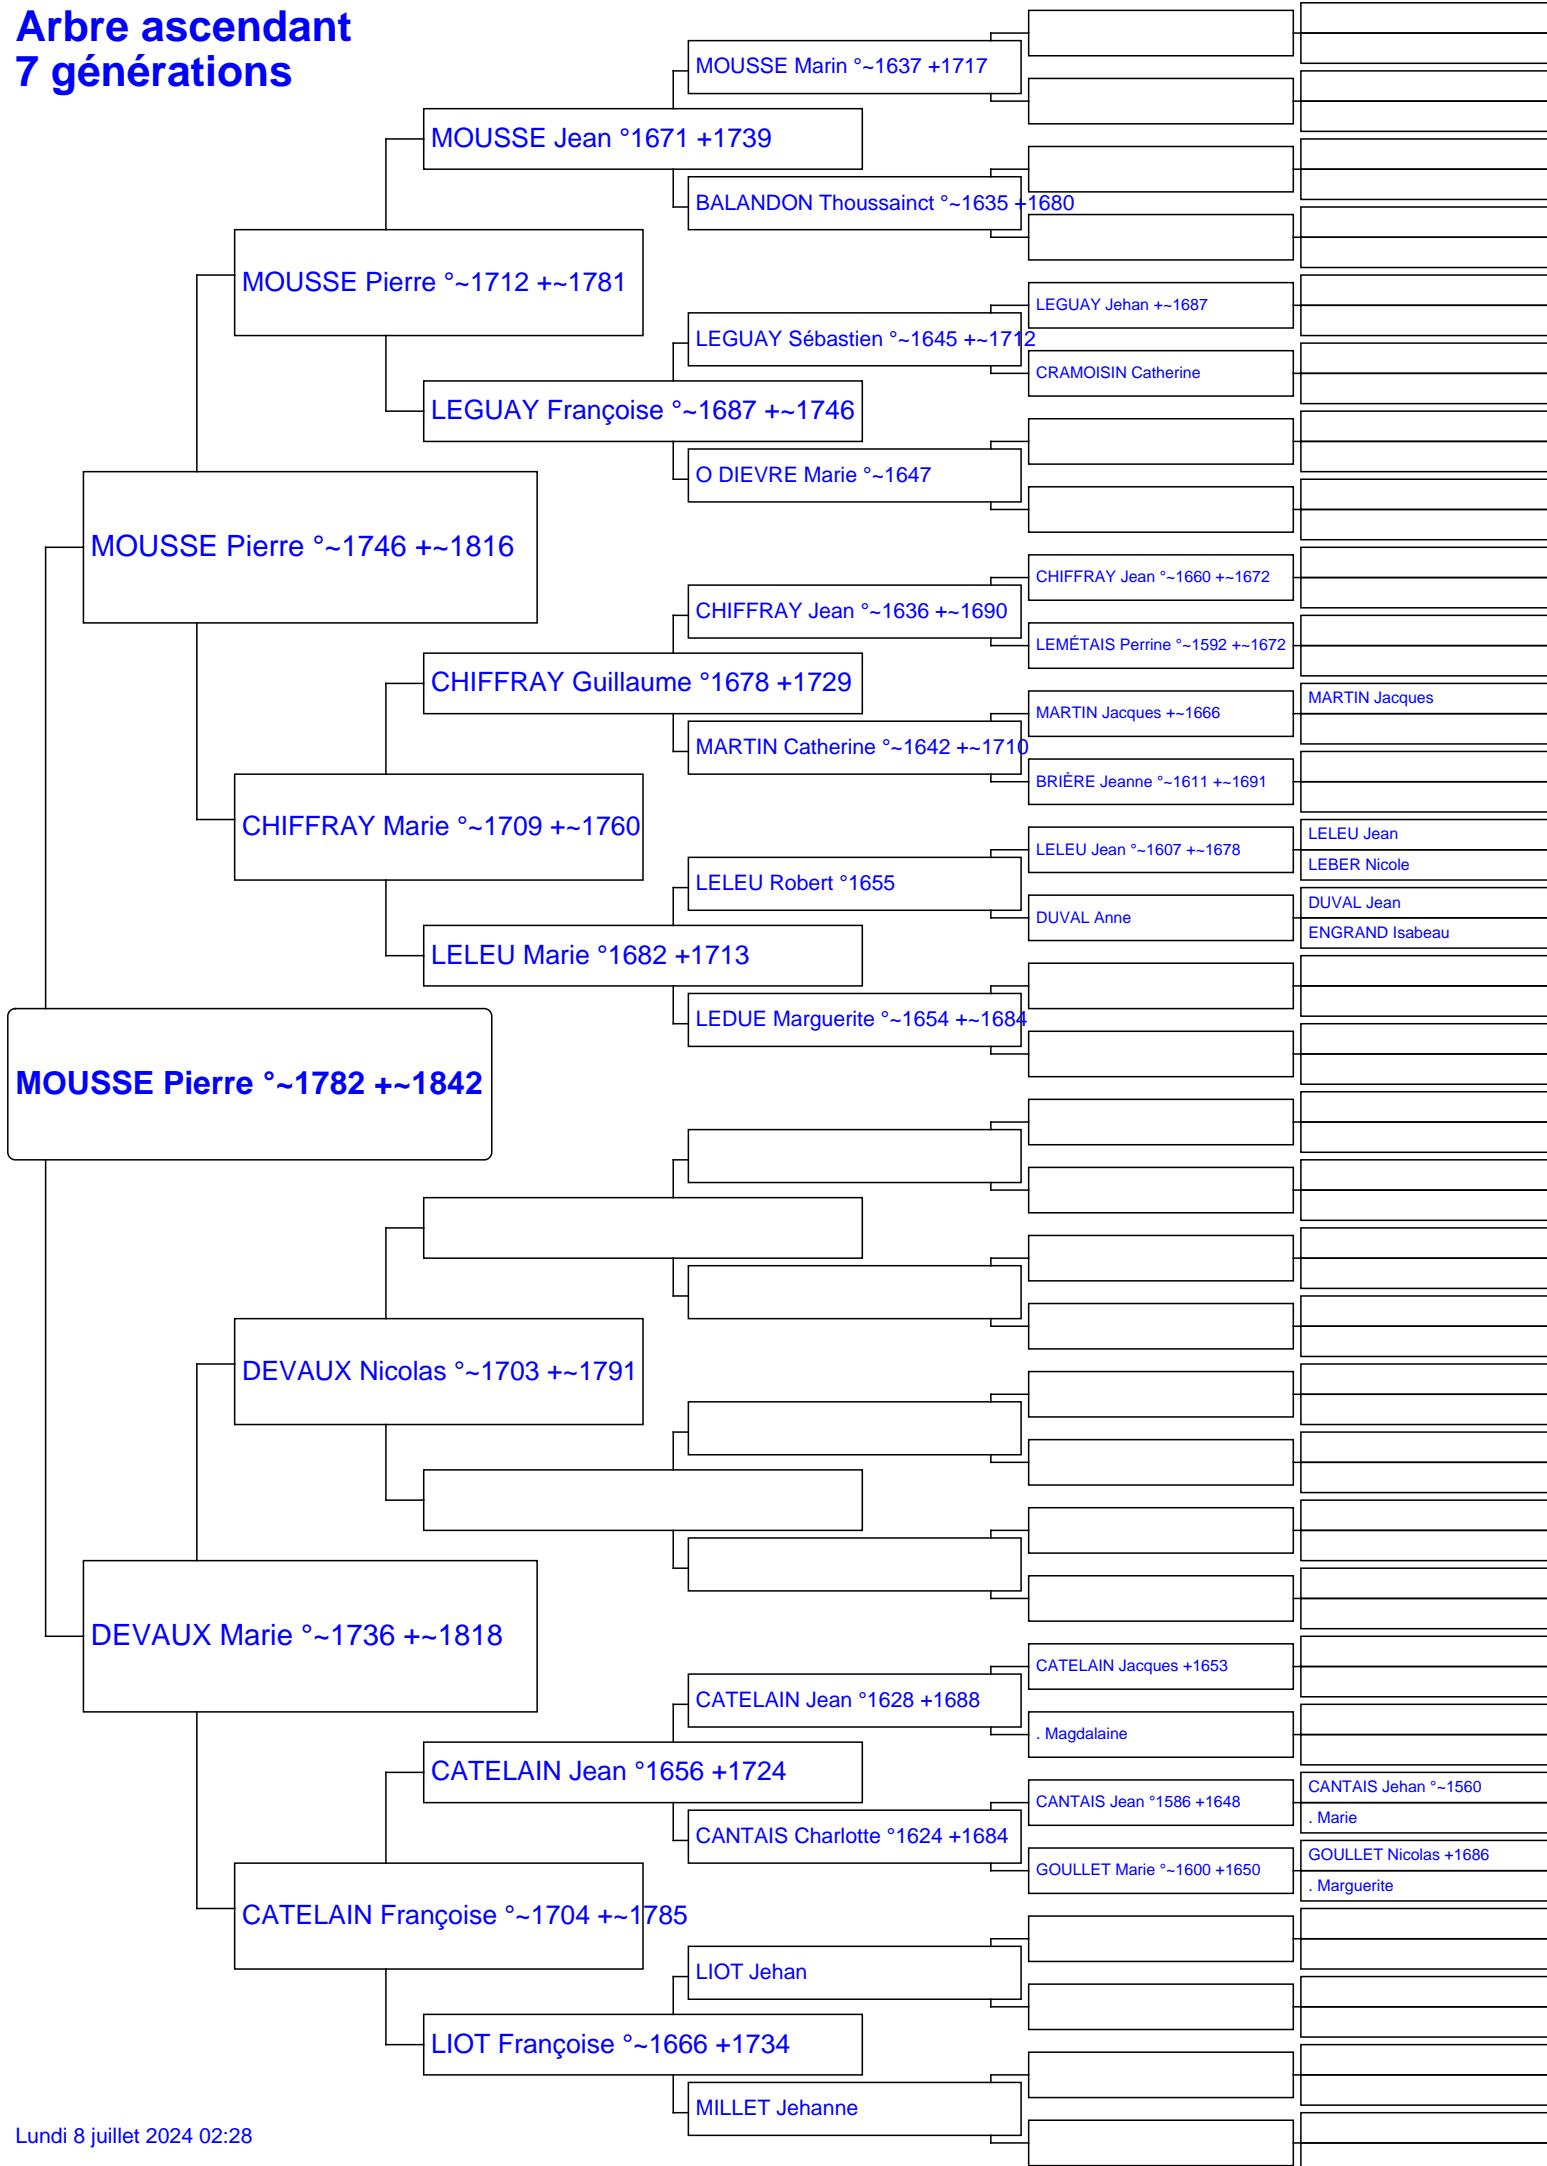 Arbre ascendant
7 générations
MOUSSE Marin °~1637 +1717
MOUSSE Jean °1671 +1739
BALANDON Thoussainct °~1635 +1680
MOUSSE Pierre °~1712 +~1781
LEGUAY Jehan +~1687
LEGUAY Sébastien °~1645 +~1712
CRAMOISIN Catherine
LEGUAY Françoise °~1687 +~1746
O DIEVRE Marie °~1647
MOUSSE Pierre °~1746 +~1816
CHIFFRAY Jean °~1660 +~1672
CHIFFRAY Jean °~1636 +~1690
LEMÉTAIS Perrine °~1592 +~1672
CHIFFRAY Guillaume °1678 +1729
MARTIN Jacques
MARTIN Jacques +~1666
MARTIN Catherine °~1642 +~1710
BRIÈRE Jeanne °~1611 +~1691
CHIFFRAY Marie °~1709 +~1760
LELEU Jean
LELEU Jean °~1607 +~1678
LEBER Nicole
LELEU Robert °1655
DUVAL Jean
DUVAL Anne
ENGRAND Isabeau
LELEU Marie °1682 +1713
LEDUE Marguerite °~1654 +~1684
MOUSSE Pierre °~1782 +~1842
DEVAUX Nicolas °~1703 +~1791
DEVAUX Marie °~1736 +~1818
CATELAIN Jacques +1653
CATELAIN Jean °1628 +1688
. Magdalaine
CATELAIN Jean °1656 +1724
CANTAIS Jehan °~1560
CANTAIS Jean °1586 +1648
. Marie
CANTAIS Charlotte °1624 +1684
GOULLET Nicolas +1686
GOULLET Marie °~1600 +1650
. Marguerite
CATELAIN Françoise °~1704 +~1785
LIOT Jehan
LIOT Françoise °~1666 +1734
MILLET Jehanne
Lundi 8 juillet 2024 02:28